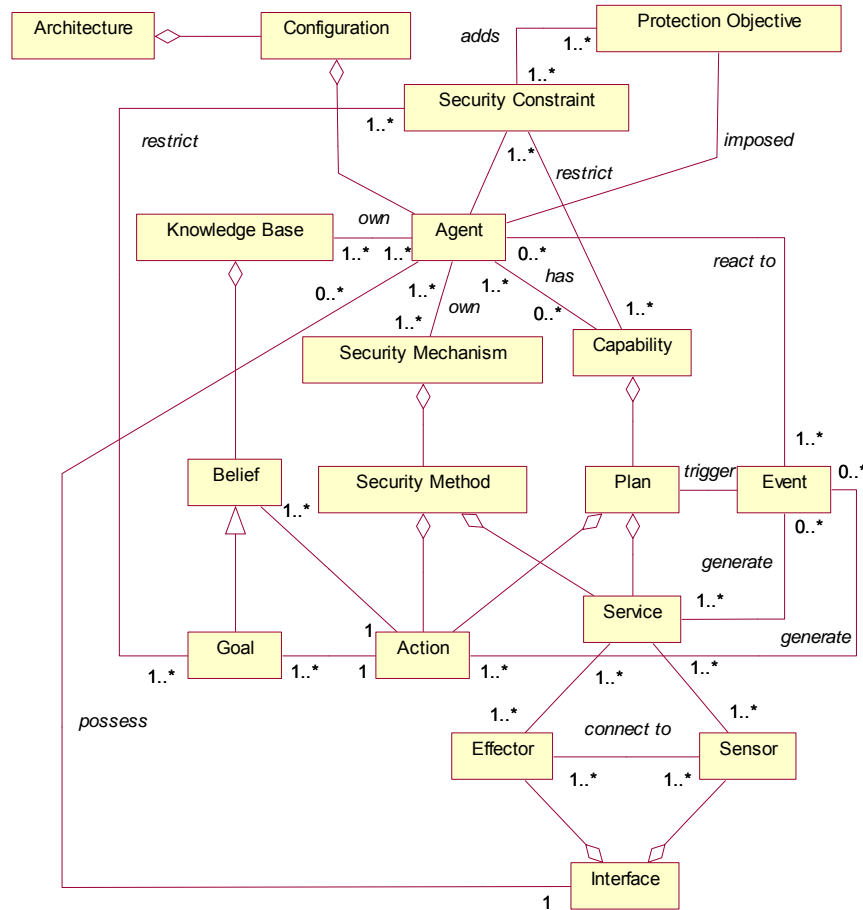 Architecture
Configuration
Protection Objective
adds
1..*
1..*
Security Constraint
1..*
restrict
1..*
restrict
imposed
Knowledge Base
own
Agent
1..*
1..*
0..*
react to
0..*
1..*
1..*
has
own
0..*
1..*
1..*
Security Mechanism
Capability
1..*
Belief
Security Method
Plan
trigger
Event
0..*
1..*
0..*
generate
Service
1..*
Goal
1
Action
generate
1..*
1..*
1
1..*
1..*
1..*
possess
1..*
1..*
Effector
connect to
Sensor
1..*
1..*
Interface
1